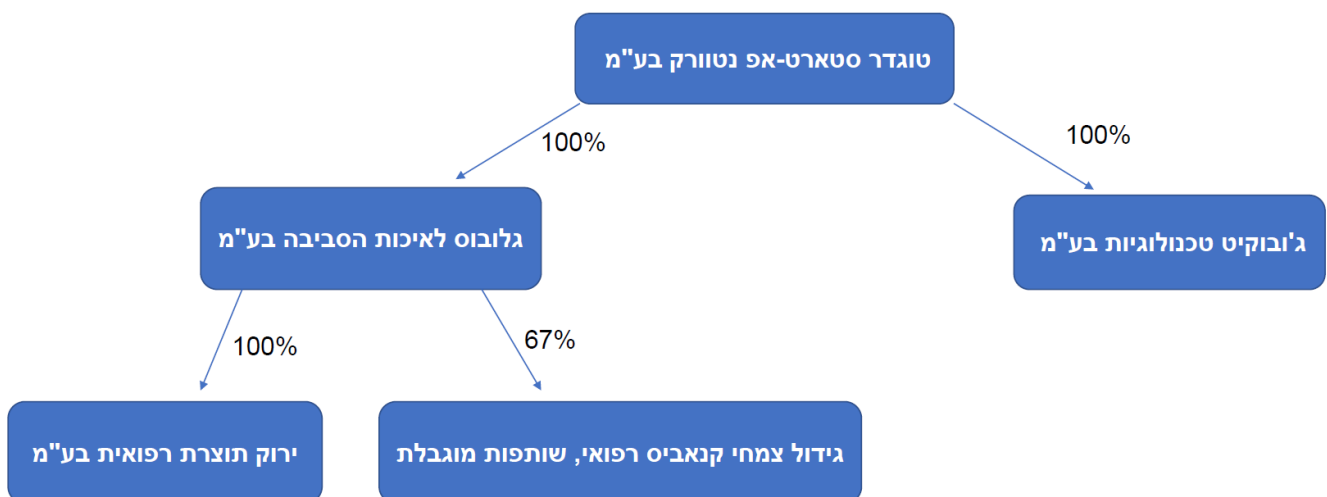 טוגדר סטארט-אפ נטוורק בע"מ
100%
100%
גלובוס לאיכות הסביבה בע"מ
ג'ובוקיט טכנולוגיות בע"מ
100%
67%
ירוק תוצרת רפואית בע"מ
גידול צמחי קנאביס רפואי, שותפות מוגבלת